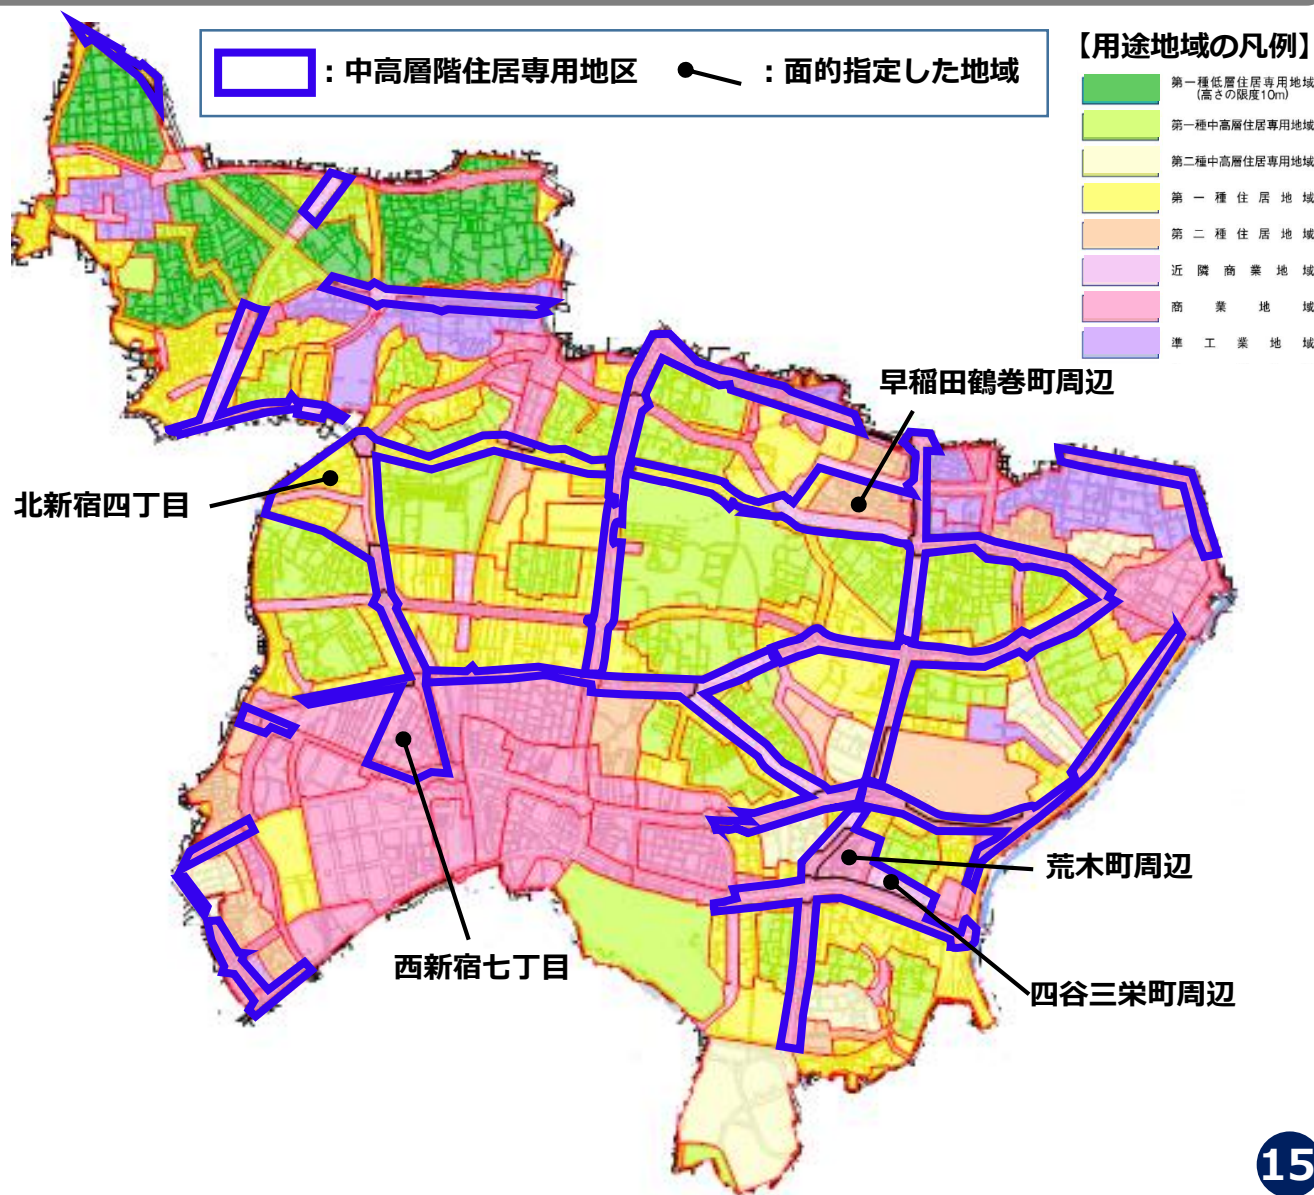 ：中高層階住居専用地区　：面的指定した地域
【用途地域の凡例】
第一種低層住居専用地域
(高さの限度10m)
第一種中高層住居専用地域
第二種中高層住居専用地域
第一種住居地域
第二種住居地域
近隣商業地域
商業地域
準工業地域
早稲田鶴巻町周辺
北新宿四丁目
荒木町周辺
西新宿七丁目
四谷三栄町周辺
15